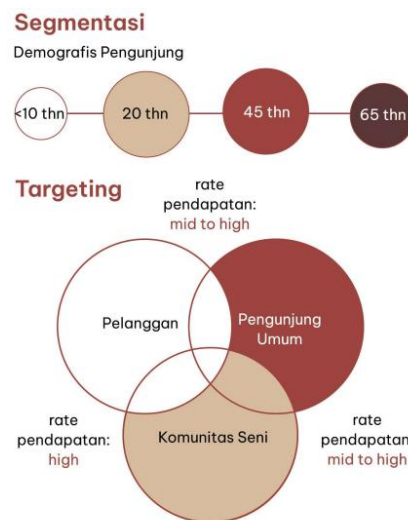 Segmentasi
Demografis Pengunjung
<10 thn
20 thn
45 thn
65 thn
Targeting
rate
pendapatan:
mid to high
Pelanggan
Pengunjung
Umum
rate
pendapatan:
high
Komunitas Seni
rate
pendapatan:
mid to high